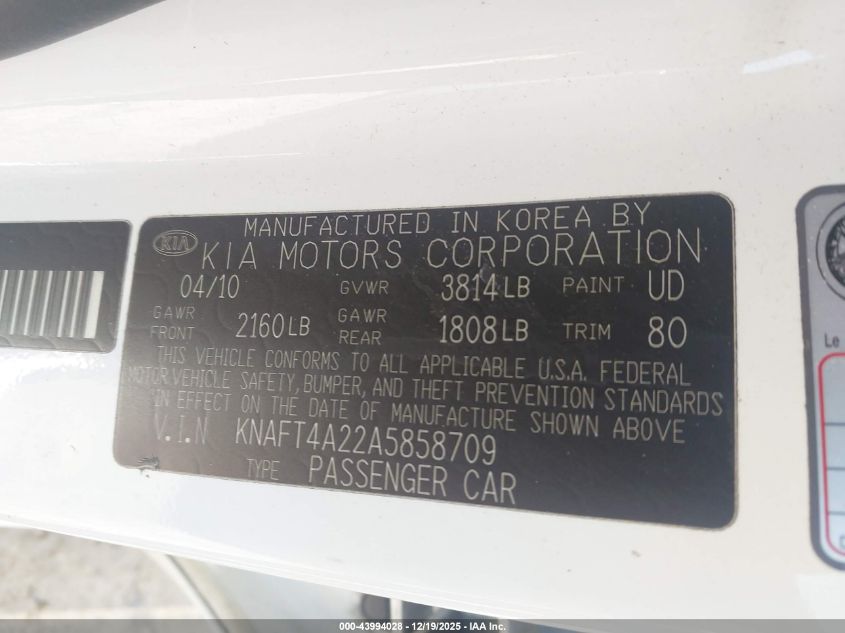 MANUFACTURED IN KOREA BY
KIA KIA MOTORS CORPORATION
04/10 GVWR 3814LB PAINT UD
GAWR FRONT 2160LB GAWR REAR 1808LB TRIM 80
THIS VEHICLE CONFORMS TO ALL APPLICABLE U.S.A. FEDERAL
MOTOR VEHICLE SAFETY, BUMPER, AND THEFT PREVENTION STANDARDS
IN EFFECT ON THE DATE OF MANUFACTURE SHOWN ABOVE
V.I.N KNAFT4A22A5858709
TYPE PASSENGER CAR
Le
000-43994028 - 12/19/2025 - IAA Inc.